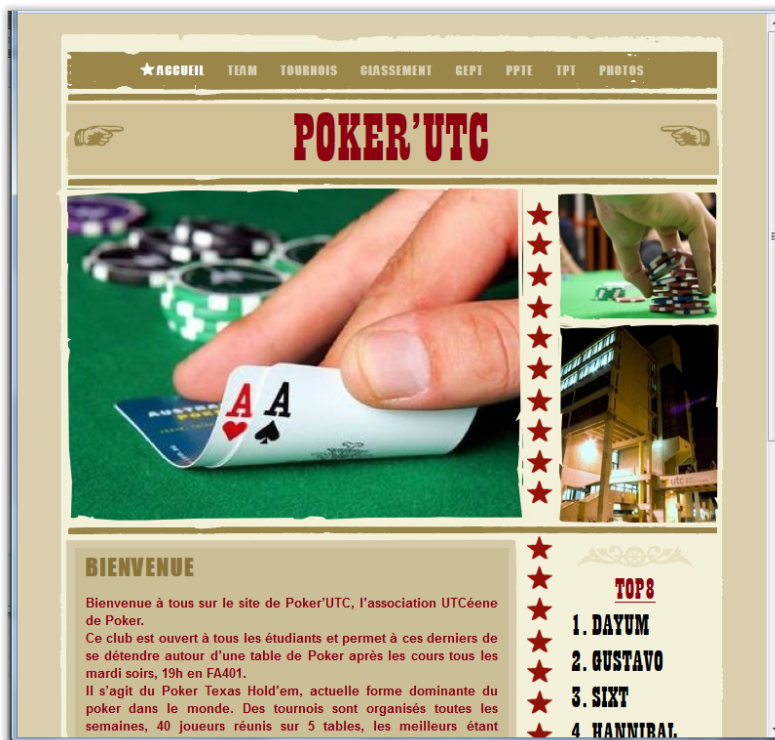 ACCUEIL TEAM TOURNOIS CLASSEMENT GEPT PPTE TPT PHOTOS
POKER'UTC
A A
utc
BIENVENUE
Bienvenue à tous sur le site de Poker'UTC, l'association UTCéene
de Poker.
Ce club est ouvert à tous les étudiants et permet à ces derniers de
se détendre autour d'une table de Poker après les cours tous les
mardi soirs, 19h en FA401.
Il s'agit du Poker Texas Hold'em, actuelle forme dominante du
poker dans le monde. Des tournois sont organisés toutes les
semaines, 40 joueurs réunis sur 5 tables, les meilleurs étant
TOP8
1. DAYUM
2. GUSTAVO
3. SIXT
4. HANNIBAL